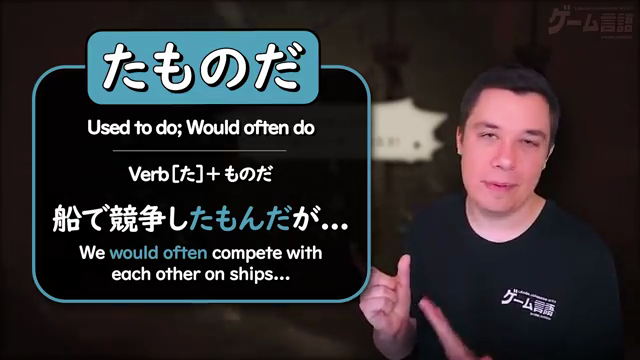 ゲーム言語
たものだ
Used to do; Would often do
Verb[た]+ものだ
船で競争したもんだが...
We would often compete with
each other on ships...
ゲーム言語